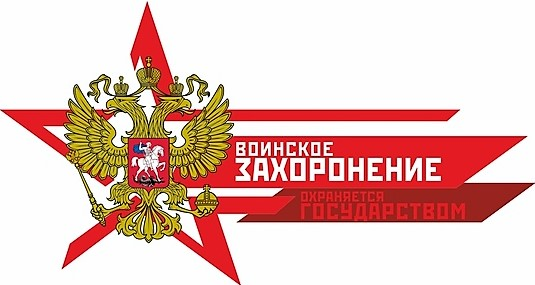 ВОИНСКОЕ
ЗАХОРОНЕНИЕ
ОХРАНЯЕТСЯ
ГОСУДАРСТВОМ